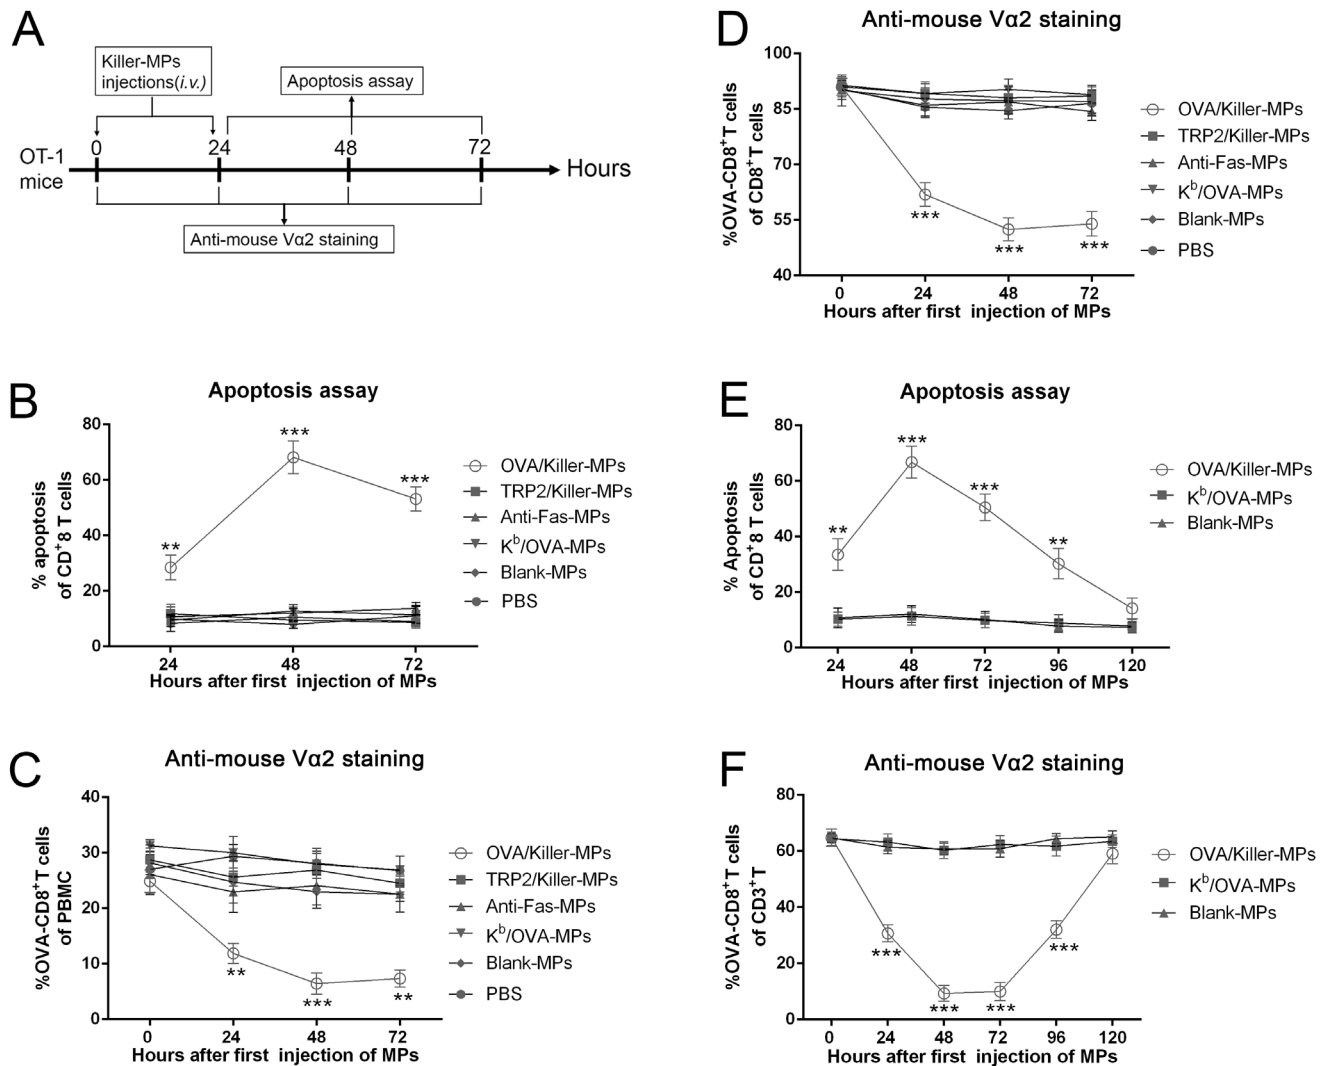 A
Killer-MPs
injections(i.v.)
Apoptosis assay
OT-1
mice
0
24
48
72
Hours
Anti-mouse Vα2 staining
D
Anti-mouse Vα2 staining
%OVA-CD8⁺T cells
of CD8⁺T cells
100
85
70
55
40
***
***
***
0
24
48
72
Hours after first injection of MPs
OVA/Killer-MPs
TRP2/Killer-MPs
Anti-Fas-MPs
Kᵇ/OVA-MPs
Blank-MPs
PBS
B
Apoptosis assay
% apoptosis
of CD⁺8 T cells
80
60
40
20
0
**
***
***
24
48
72
Hours after first injection of MPs
OVA/Killer-MPs
TRP2/Killer-MPs
Anti-Fas-MPs
Kᵇ/OVA-MPs
Blank-MPs
PBS
E
Apoptosis assay
% Apoptosis
of CD⁺8 T cells
80
60
40
20
0
**
***
***
**
24
48
72
96
120
Hours after first injection of MPs
OVA/Killer-MPs
Kᵇ/OVA-MPs
Blank-MPs
C
Anti-mouse Vα2 staining
%OVA-CD8⁺T cells
of PBMC
40
30
20
10
0
**
***
**
0
24
48
72
Hours after first injection of MPs
OVA/Killer-MPs
TRP2/Killer-MPs
Anti-Fas-MPs
Kᵇ/OVA-MPs
Blank-MPs
PBS
F
Anti-mouse Vα2 staining
%OVA-CD8⁺T cells
of CD3⁺T
80
60
40
20
0
***
***
***
***
0
24
48
72
96
120
Hours after first injection of MPs
OVA/Killer-MPs
Kᵇ/OVA-MPs
Blank-MPs